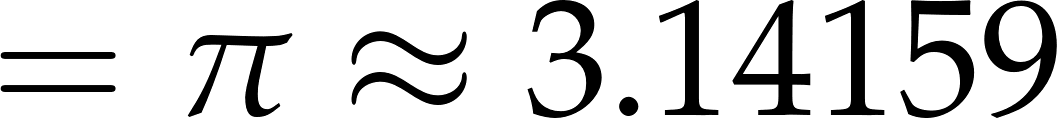 = π ≈ 3.14159